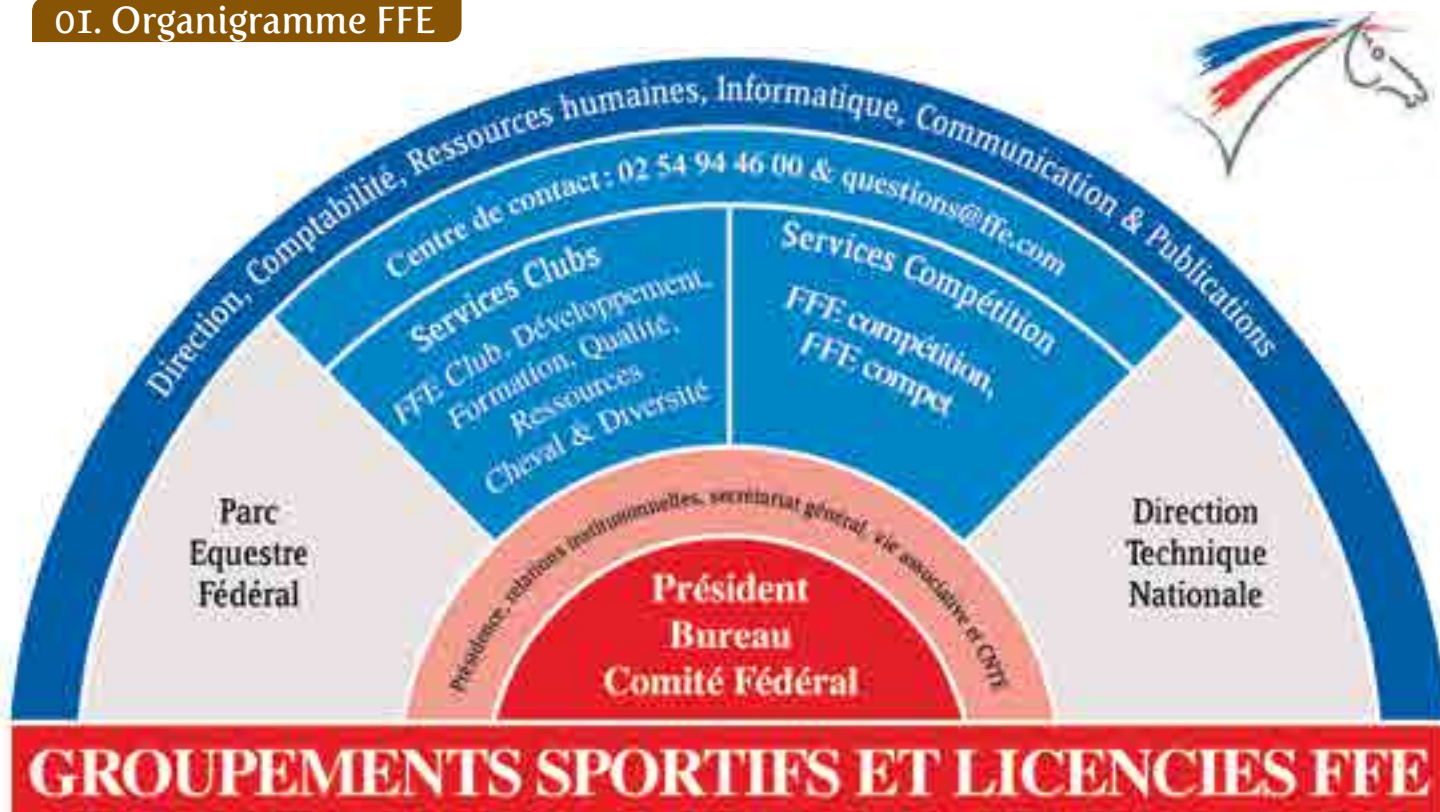 01. Organigramme FFE
Direction, Comptabilité, Ressources humaines, Informatique, Communication & Publications
Centre de contact : 02 54 94 46 00 & questions@ffe.com
Services Clubs
FFE Club, Développement,
Formation, Qualité,
Ressources
Cheval & Diversité
Services Compétition
FFE compétition,
FFE compet
Parc
Equestre
Fédéral
Direction
Technique
Nationale
Présidence, relations institutionnelles, secrétariat général, vie associative et CNTE
Président
Bureau
Comité Fédéral
GROUPEMENTS SPORTIFS ET LICENCIES FFE